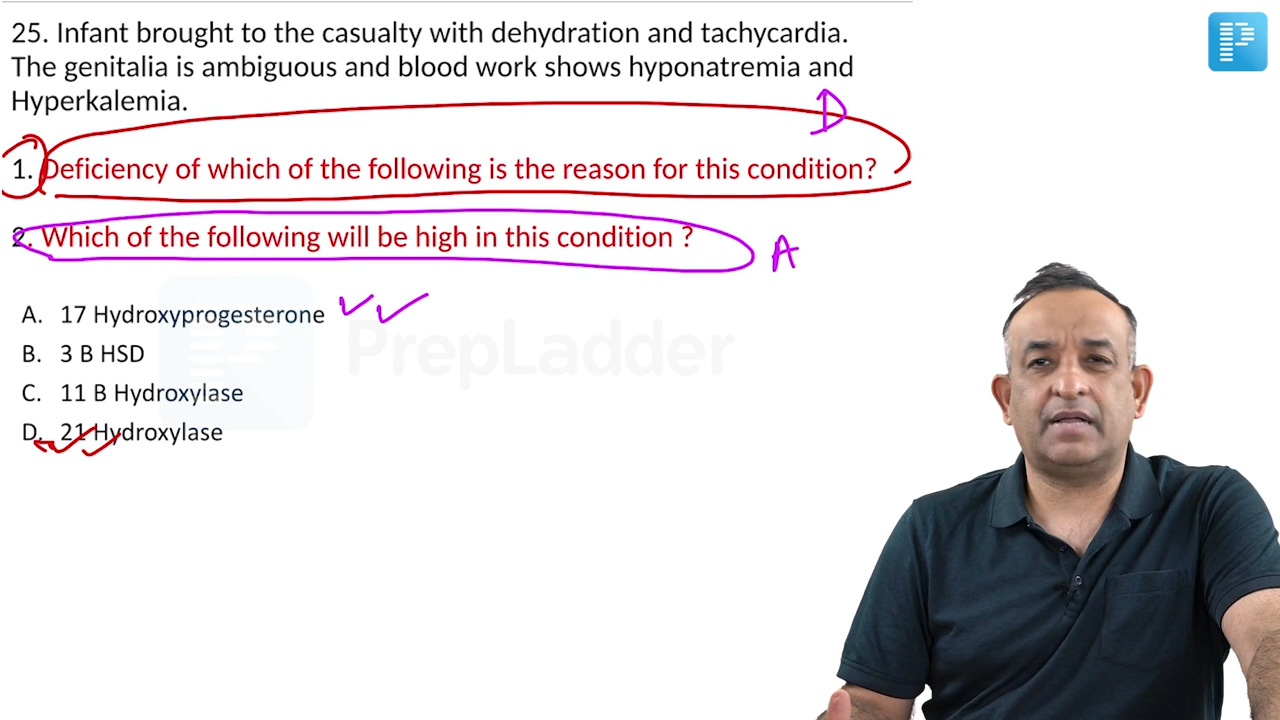 25. Infant brought to the casualty with dehydration and tachycardia.
The genitalia is ambiguous and blood work shows hyponatremia and
Hyperkalemia.
D
1. Deficiency of which of the following is the reason for this condition?
2. Which of the following will be high in this condition ?
A
A. 17 Hydroxyprogesterone
PrepLadder
B. 3 B HSD
C. 11 B Hydroxylase
D. 21 Hydroxylase